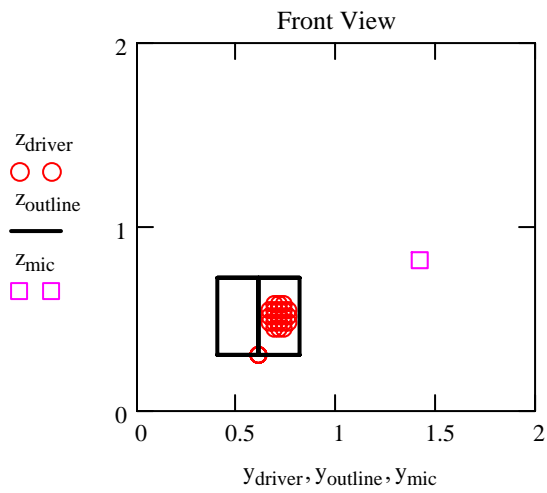 Front View
2
z_driver
z_outline
1
z_mic
0
0 0.5 1 1.5 2
y_driver, y_outline, y_mic